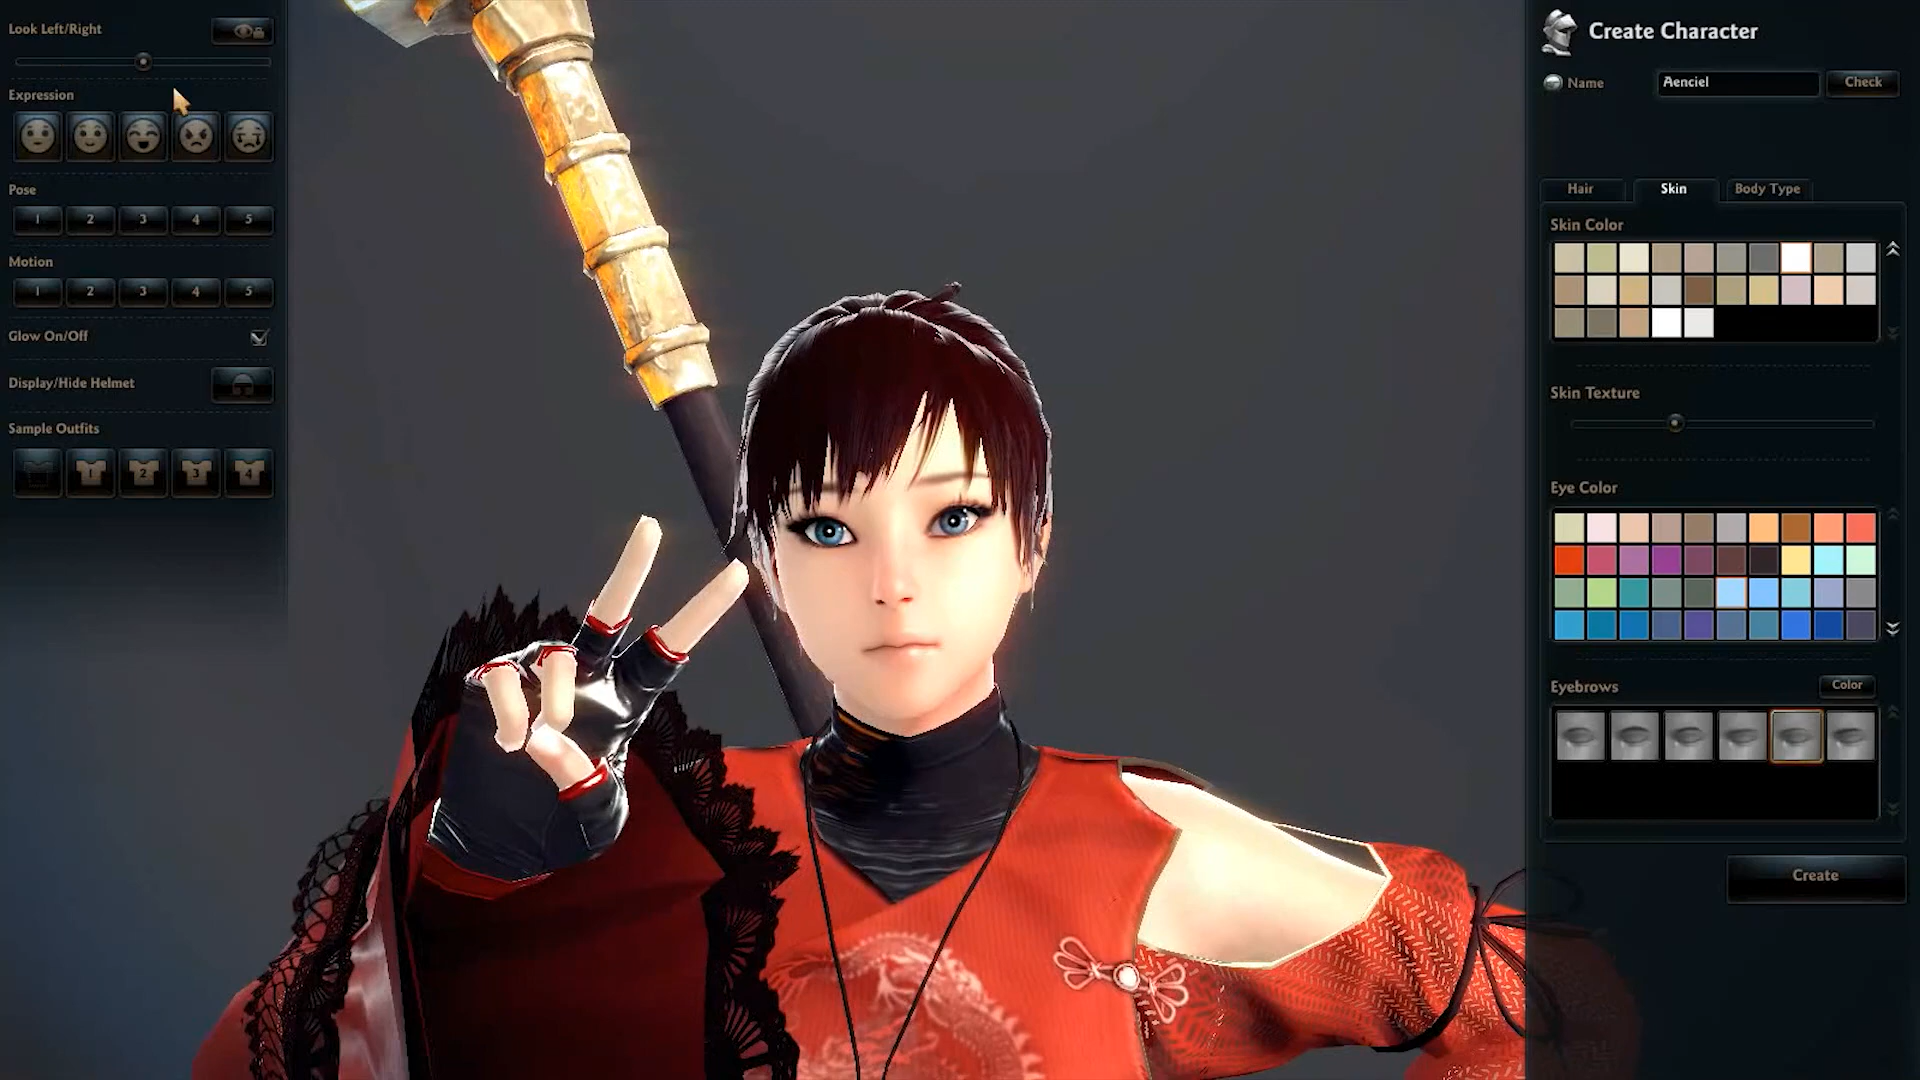 Look Left/Right
Expression
Pose
1 2 3 4 5
Motion
1 2 3 4 5
Glow On/Off
Display/Hide Helmet
Sample Outfits
1 2 3 4
Create Character
Name Aenciel Check
Hair Skin Body Type
Skin Color
Skin Texture
Eye Color
Eyebrows Color
Create